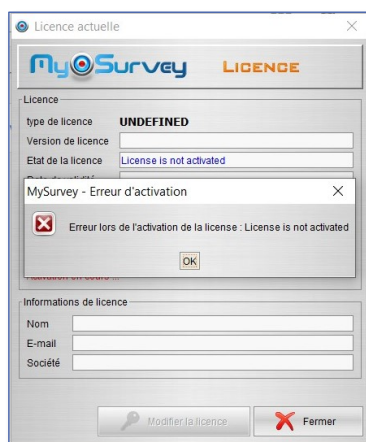 Licence actuelle
MySurvey LICENCE
Licence
type de licence UNDEFINED
Version de licence
Etat de la licence License is not activated
MySurvey - Erreur d'activation
Erreur lors de l'activation de la license : License is not activated
OK
Informations de licence
Nom
E-mail
Société
Modifier la licence Fermer